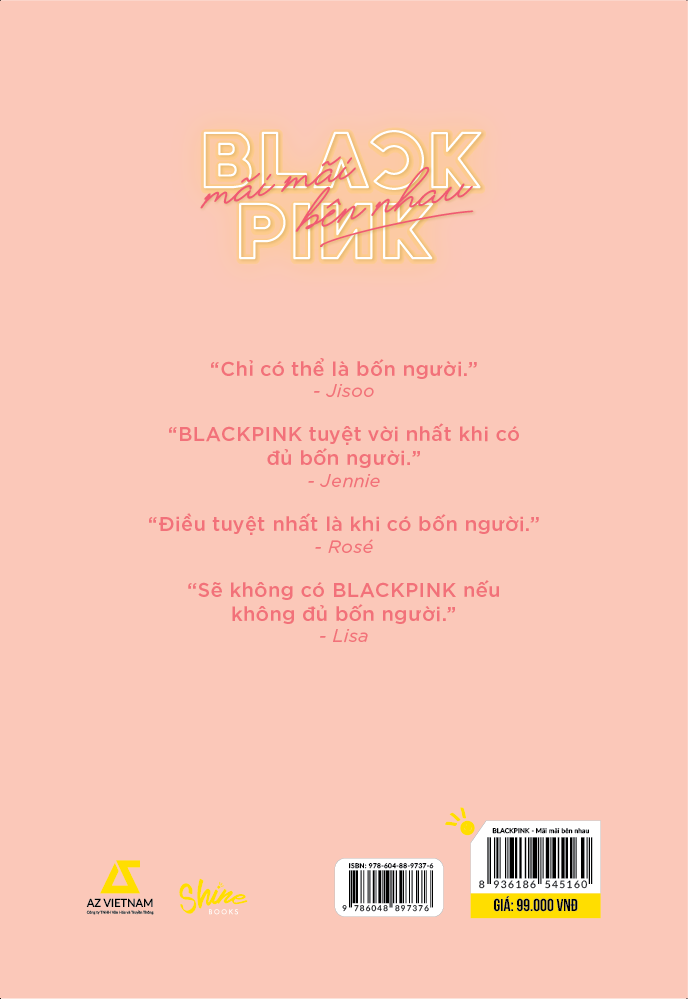 BLACK
mãi mãi
bên nhau
PINK
“Chỉ có thể là bốn người.”
- Jisoo
“BLACKPINK tuyệt vời nhất khi có
đủ bốn người.”
- Jennie
“Điều tuyệt nhất là khi có bốn người.”
- Rosé
“Sẽ không có BLACKPINK nếu
không đủ bốn người.”
- Lisa
AZ VIETNAM
Công ty TNHH Văn Hóa và Truyền Thông
Shine
BOOKS
ISBN: 978-604-88-9737-6
9 786048 897376
BLACKPINK - Mãi mãi bên nhau
8 936186 545160
GIÁ: 99.000 VNĐ